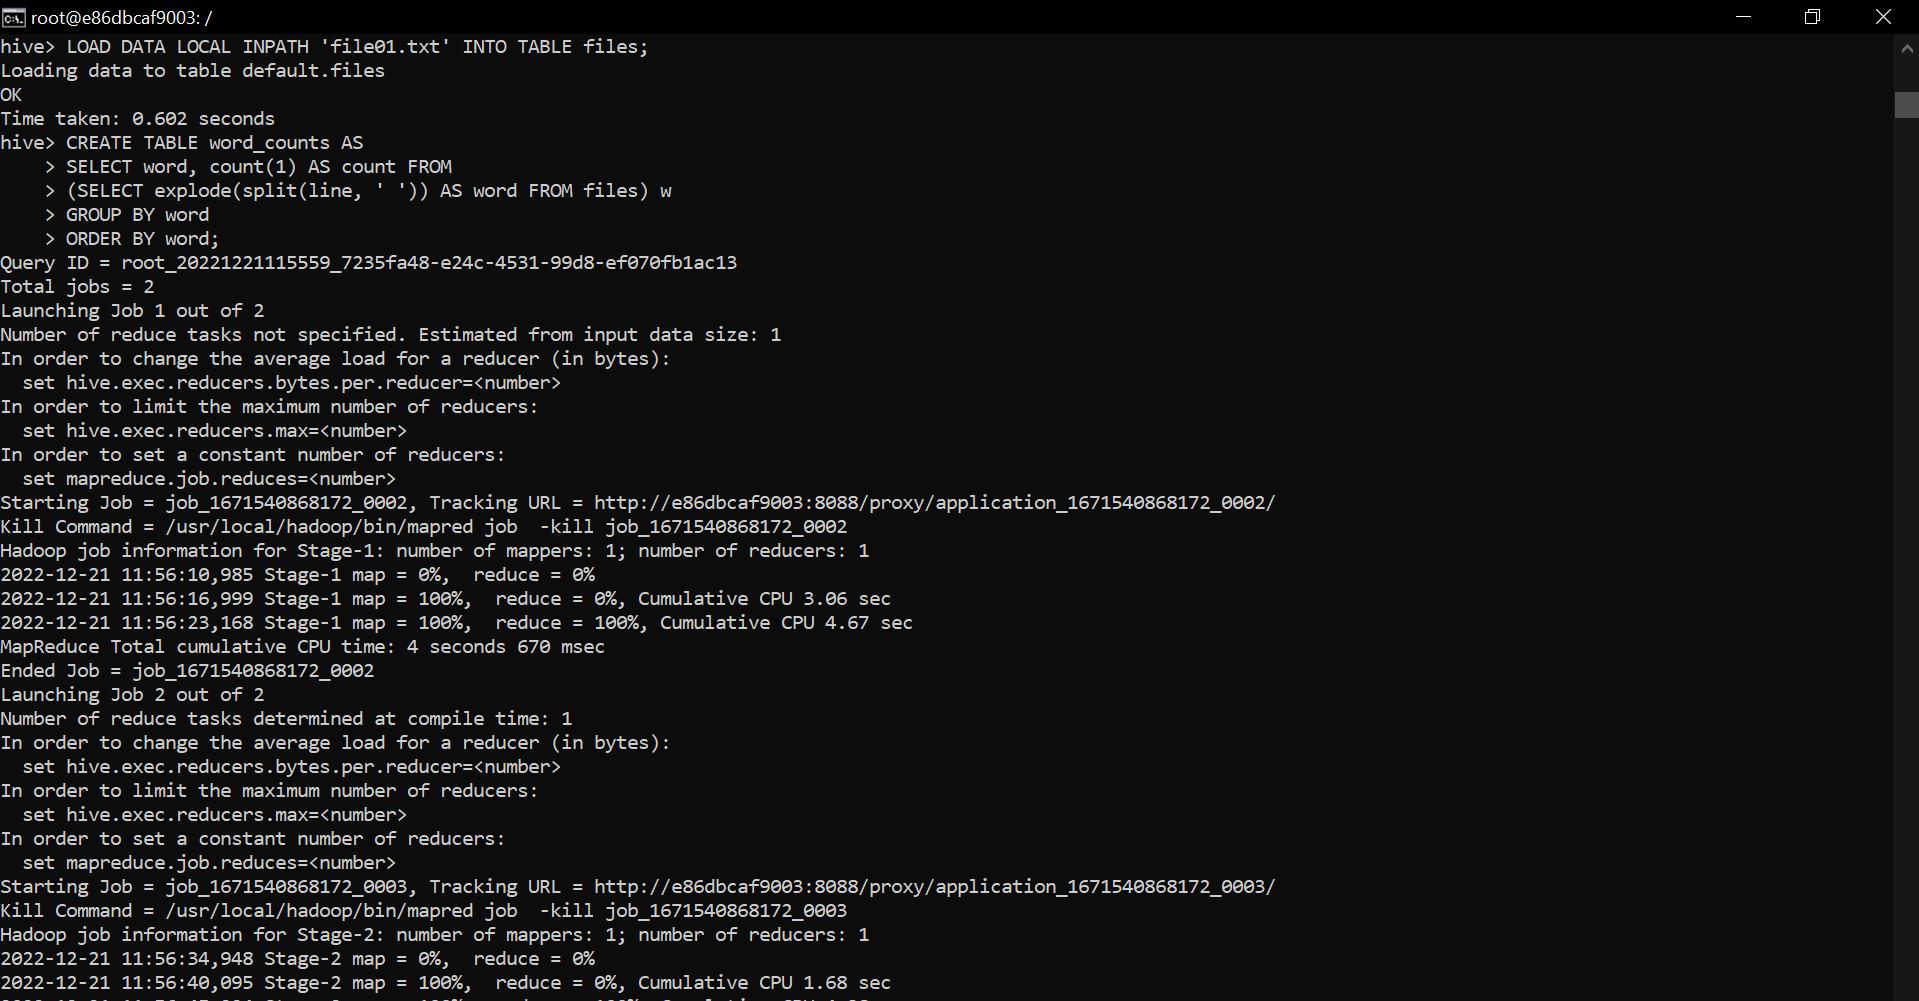 root@e86dbcaf9003: /
hive> LOAD DATA LOCAL INPATH 'file01.txt' INTO TABLE files;
Loading data to table default.files
OK
Time taken: 0.602 seconds
hive> CREATE TABLE word_counts AS
    > SELECT word, count(1) AS count FROM
    > (SELECT explode(split(line, ' ')) AS word FROM files) w
    > GROUP BY word
    > ORDER BY word;
Query ID = root_20221221115559_7235fa48-e24c-4531-99d8-ef070fb1ac13
Total jobs = 2
Launching Job 1 out of 2
Number of reduce tasks not specified. Estimated from input data size: 1
In order to change the average load for a reducer (in bytes):
  set hive.exec.reducers.bytes.per.reducer=<number>
In order to limit the maximum number of reducers:
  set hive.exec.reducers.max=<number>
In order to set a constant number of reducers:
  set mapreduce.job.reduces=<number>
Starting Job = job_1671540868172_0002, Tracking URL = http://e86dbcaf9003:8088/proxy/application_1671540868172_0002/
Kill Command = /usr/local/hadoop/bin/mapred job  -kill job_1671540868172_0002
Hadoop job information for Stage-1: number of mappers: 1; number of reducers: 1
2022-12-21 11:56:10,985 Stage-1 map = 0%,  reduce = 0%
2022-12-21 11:56:16,999 Stage-1 map = 100%,  reduce = 0%, Cumulative CPU 3.06 sec
2022-12-21 11:56:23,168 Stage-1 map = 100%,  reduce = 100%, Cumulative CPU 4.67 sec
MapReduce Total cumulative CPU time: 4 seconds 670 msec
Ended Job = job_1671540868172_0002
Launching Job 2 out of 2
Number of reduce tasks determined at compile time: 1
In order to change the average load for a reducer (in bytes):
  set hive.exec.reducers.bytes.per.reducer=<number>
In order to limit the maximum number of reducers:
  set hive.exec.reducers.max=<number>
In order to set a constant number of reducers:
  set mapreduce.job.reduces=<number>
Starting Job = job_1671540868172_0003, Tracking URL = http://e86dbcaf9003:8088/proxy/application_1671540868172_0003/
Kill Command = /usr/local/hadoop/bin/mapred job  -kill job_1671540868172_0003
Hadoop job information for Stage-2: number of mappers: 1; number of reducers: 1
2022-12-21 11:56:34,948 Stage-2 map = 0%,  reduce = 0%
2022-12-21 11:56:40,095 Stage-2 map = 100%,  reduce = 0%, Cumulative CPU 1.68 sec